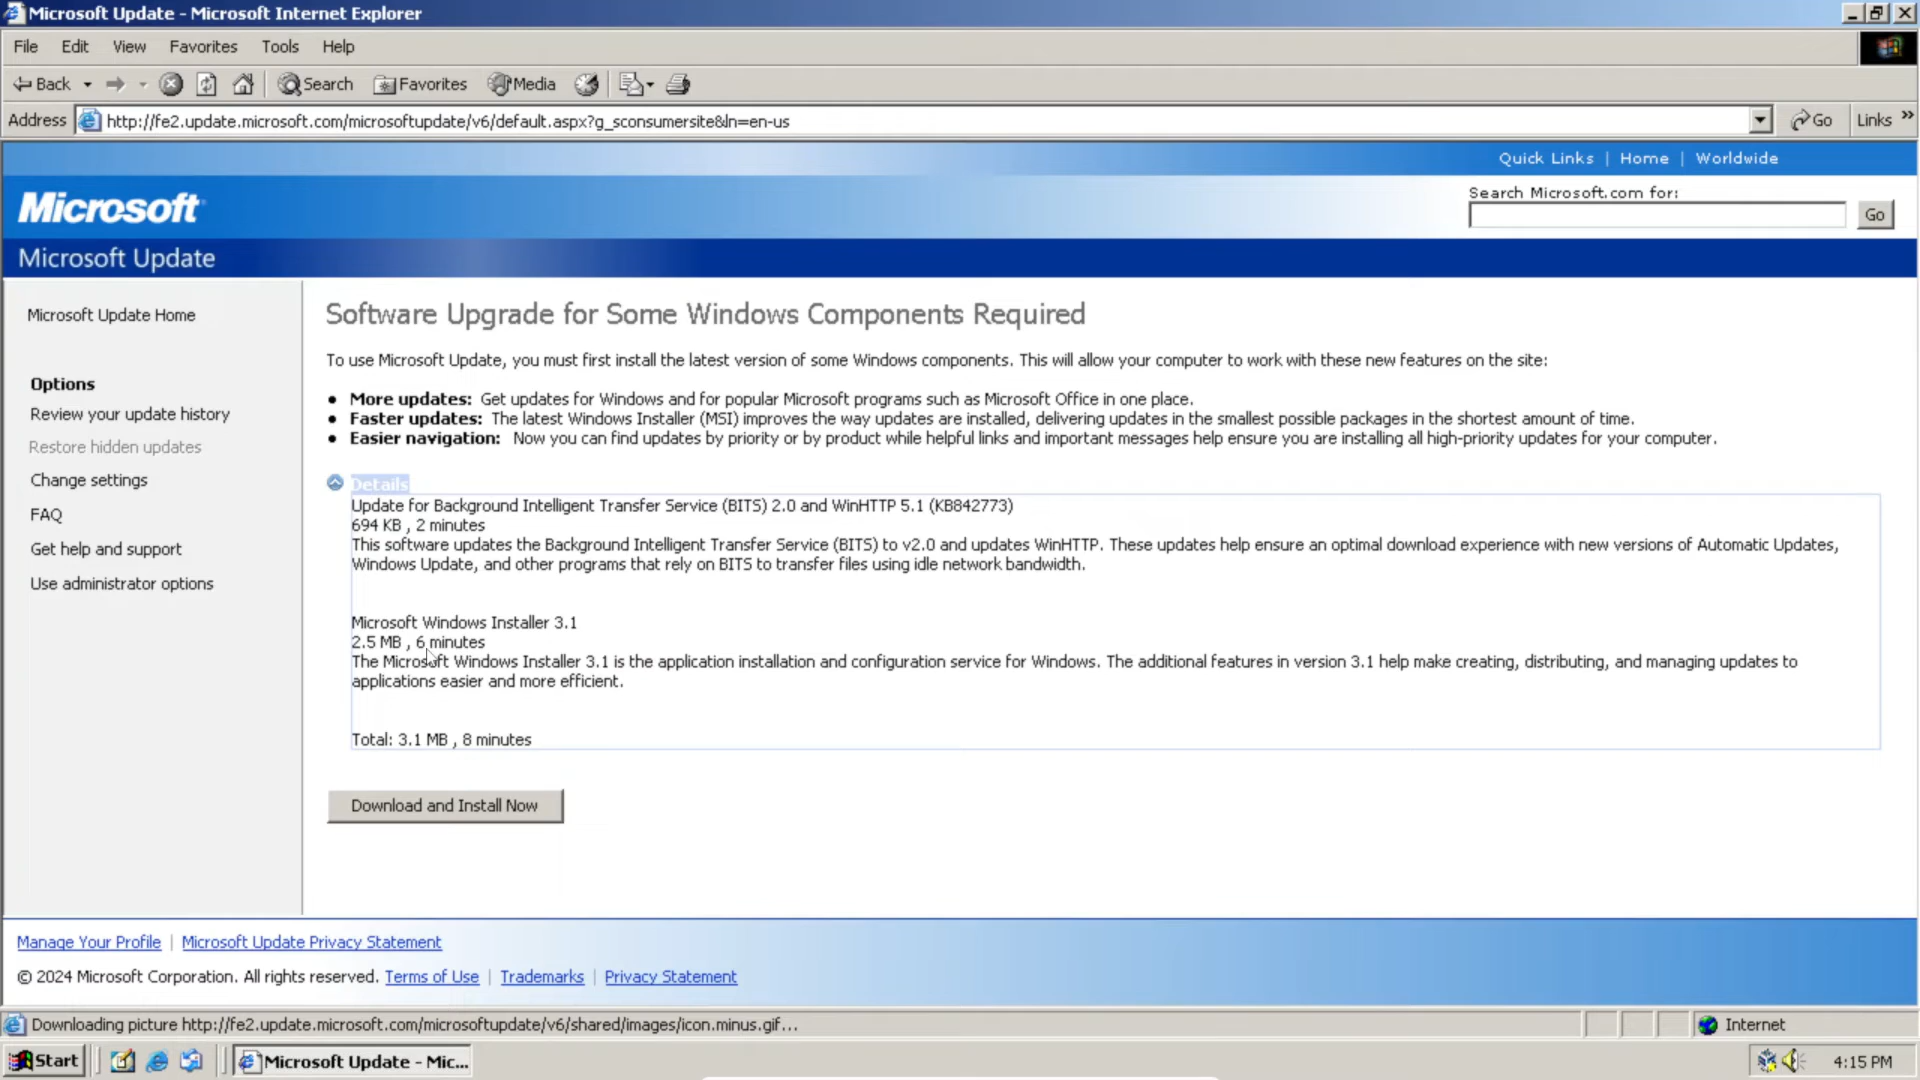 Microsoft Update - Microsoft Internet Explorer
File Edit View Favorites Tools Help
Back Search Favorites Media
Address http://fe2.update.microsoft.com/microsoftupdate/v6/default.aspx?g_sconsumersite&ln=en-us Go Links »
Quick Links | Home | Worldwide
Microsoft
Search Microsoft.com for:
Go
Microsoft Update
Microsoft Update Home
Options
Review your update history
Restore hidden updates
Change settings
FAQ
Get help and support
Use administrator options
Software Upgrade for Some Windows Components Required
To use Microsoft Update, you must first install the latest version of some Windows components. This will allow your computer to work with these new features on the site:
• More updates: Get updates for Windows and for popular Microsoft programs such as Microsoft Office in one place.
• Faster updates: The latest Windows Installer (MSI) improves the way updates are installed, delivering updates in the smallest possible packages in the shortest amount of time.
• Easier navigation: Now you can find updates by priority or by product while helpful links and important messages help ensure you are installing all high-priority updates for your computer.
Details
Update for Background Intelligent Transfer Service (BITS) 2.0 and WinHTTP 5.1 (KB842773)
694 KB , 2 minutes
This software updates the Background Intelligent Transfer Service (BITS) to v2.0 and updates WinHTTP. These updates help ensure an optimal download experience with new versions of Automatic Updates,
Windows Update, and other programs that rely on BITS to transfer files using idle network bandwidth.
Microsoft Windows Installer 3.1
2.5 MB , 6 minutes
The Microsoft Windows Installer 3.1 is the application installation and configuration service for Windows. The additional features in version 3.1 help make creating, distributing, and managing updates to
applications easier and more efficient.
Total: 3.1 MB , 8 minutes
Download and Install Now
Manage Your Profile | Microsoft Update Privacy Statement
© 2024 Microsoft Corporation. All rights reserved. Terms of Use | Trademarks | Privacy Statement
Downloading picture http://fe2.update.microsoft.com/microsoftupdate/v6/shared/images/icon.minus.gif... Internet
Start Microsoft Update - Mic... 4:15 PM